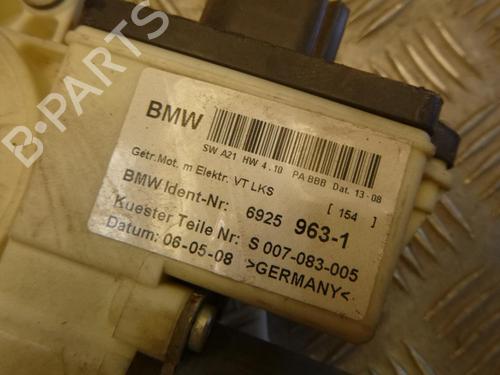 B-PARTS
BMW
SW A21 HW 4.10 PA BBB Dat. 13-08
Getr.Mot. m Elektr. VT LKS [ 154 ]
BMW Ident-Nr: 6925 963-1
Kuester Teile Nr: S 007-083-005
Datum: 06-05-08 >GERMANY<